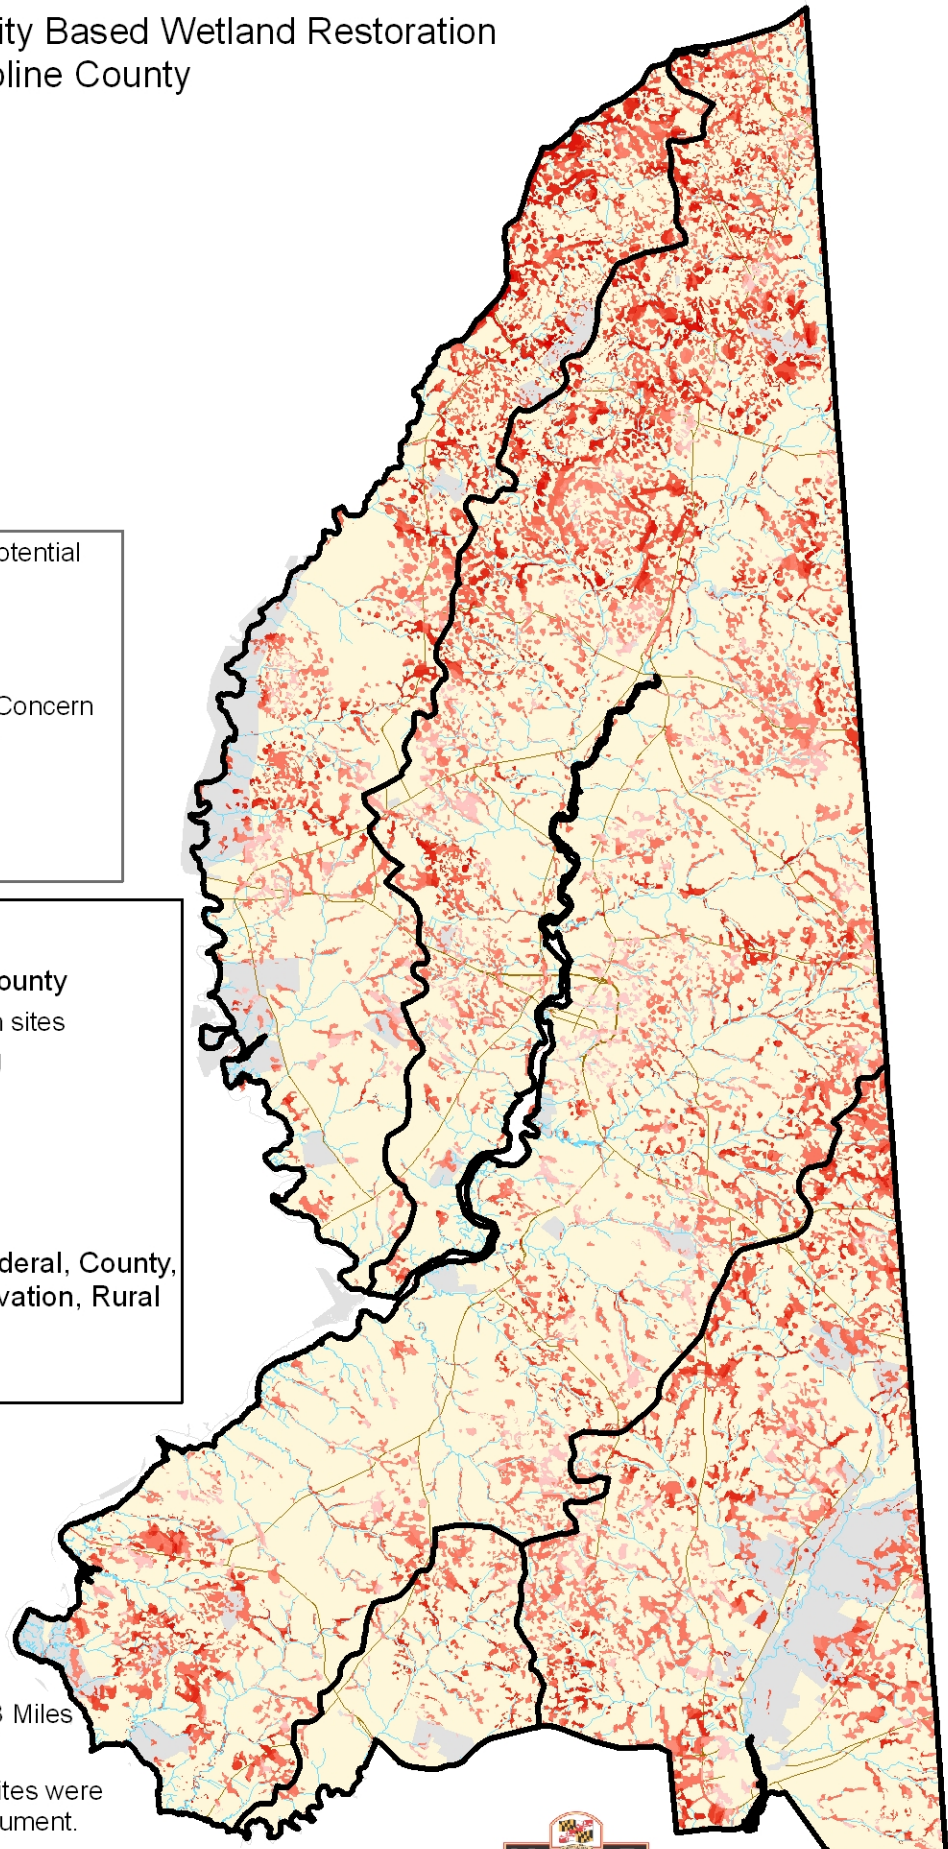 ity Based Wetland Restoration
oline County
otential
Concern
ounty
n sites
deral, County,
vation, Rural
3 Miles
ites were
ument.